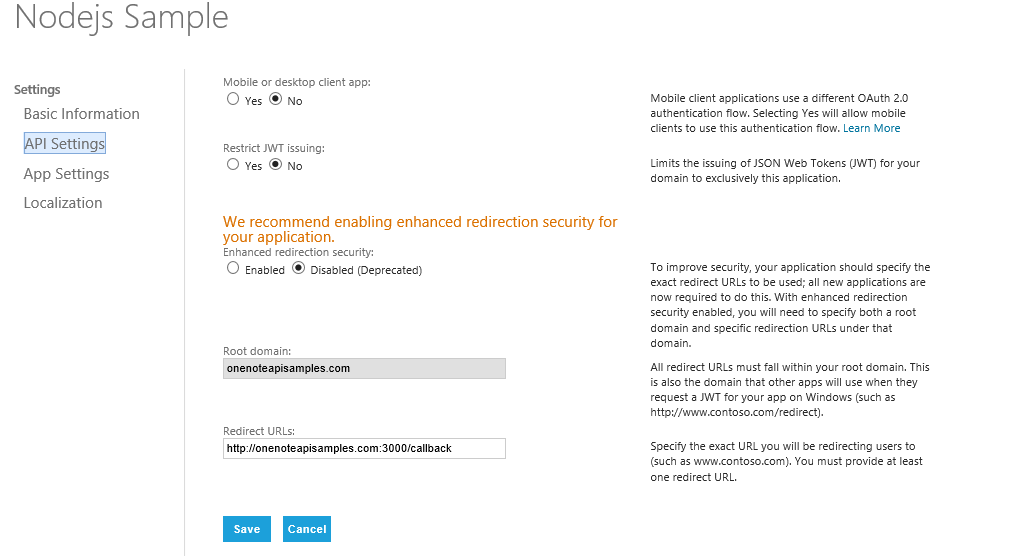 Nodejs Sample
Settings
Basic Information
API Settings
App Settings
Localization
Mobile or desktop client app:
Yes No
Mobile client applications use a different OAuth 2.0
authentication flow. Selecting Yes will allow mobile
clients to use this authentication flow. Learn More
Restrict JWT issuing:
Yes No
Limits the issuing of JSON Web Tokens (JWT) for your
domain to exclusively this application.
We recommend enabling enhanced redirection security for
your application.
Enhanced redirection security:
Enabled Disabled (Deprecated)
To improve security, your application should specify the
exact redirect URLs to be used; all new applications are
now required to do this. With enhanced redirection
security enabled, you will need to specify both a root
domain and specific redirection URLs under that
domain.
Root domain:
onenoteapisamples.com
All redirect URLs must fall within your root domain. This
is also the domain that other apps will use when they
request a JWT for your app on Windows (such as
http://www.contoso.com/redirect).
Redirect URLs:
http://onenoteapisamples.com:3000/callback
Specify the exact URL you will be redirecting users to
(such as www.contoso.com). You must provide at least
one redirect URL.
Save Cancel